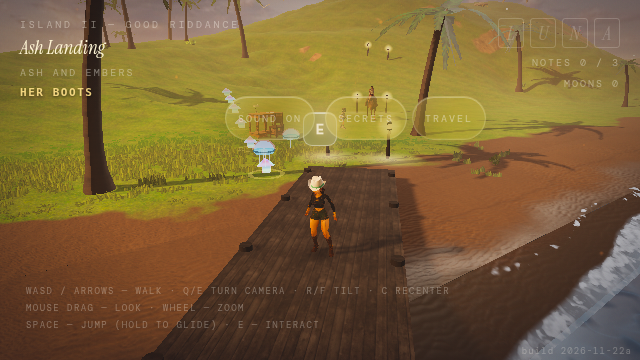 ISLAND II — GOOD RIDDANCE
Ash Landing
ASH AND EMBERS
HER BOOTS
LUNA
NOTES 0 / 3
MOONS 0
SOUND ON
SECRETS
TRAVEL
E
WASD / ARROWS — WALK · Q/E TURN CAMERA · R/F TILT · C RECENTER
MOUSE DRAG — LOOK · WHEEL — ZOOM
SPACE — JUMP (HOLD TO GLIDE) · E — INTERACT
build 2026-11-22a